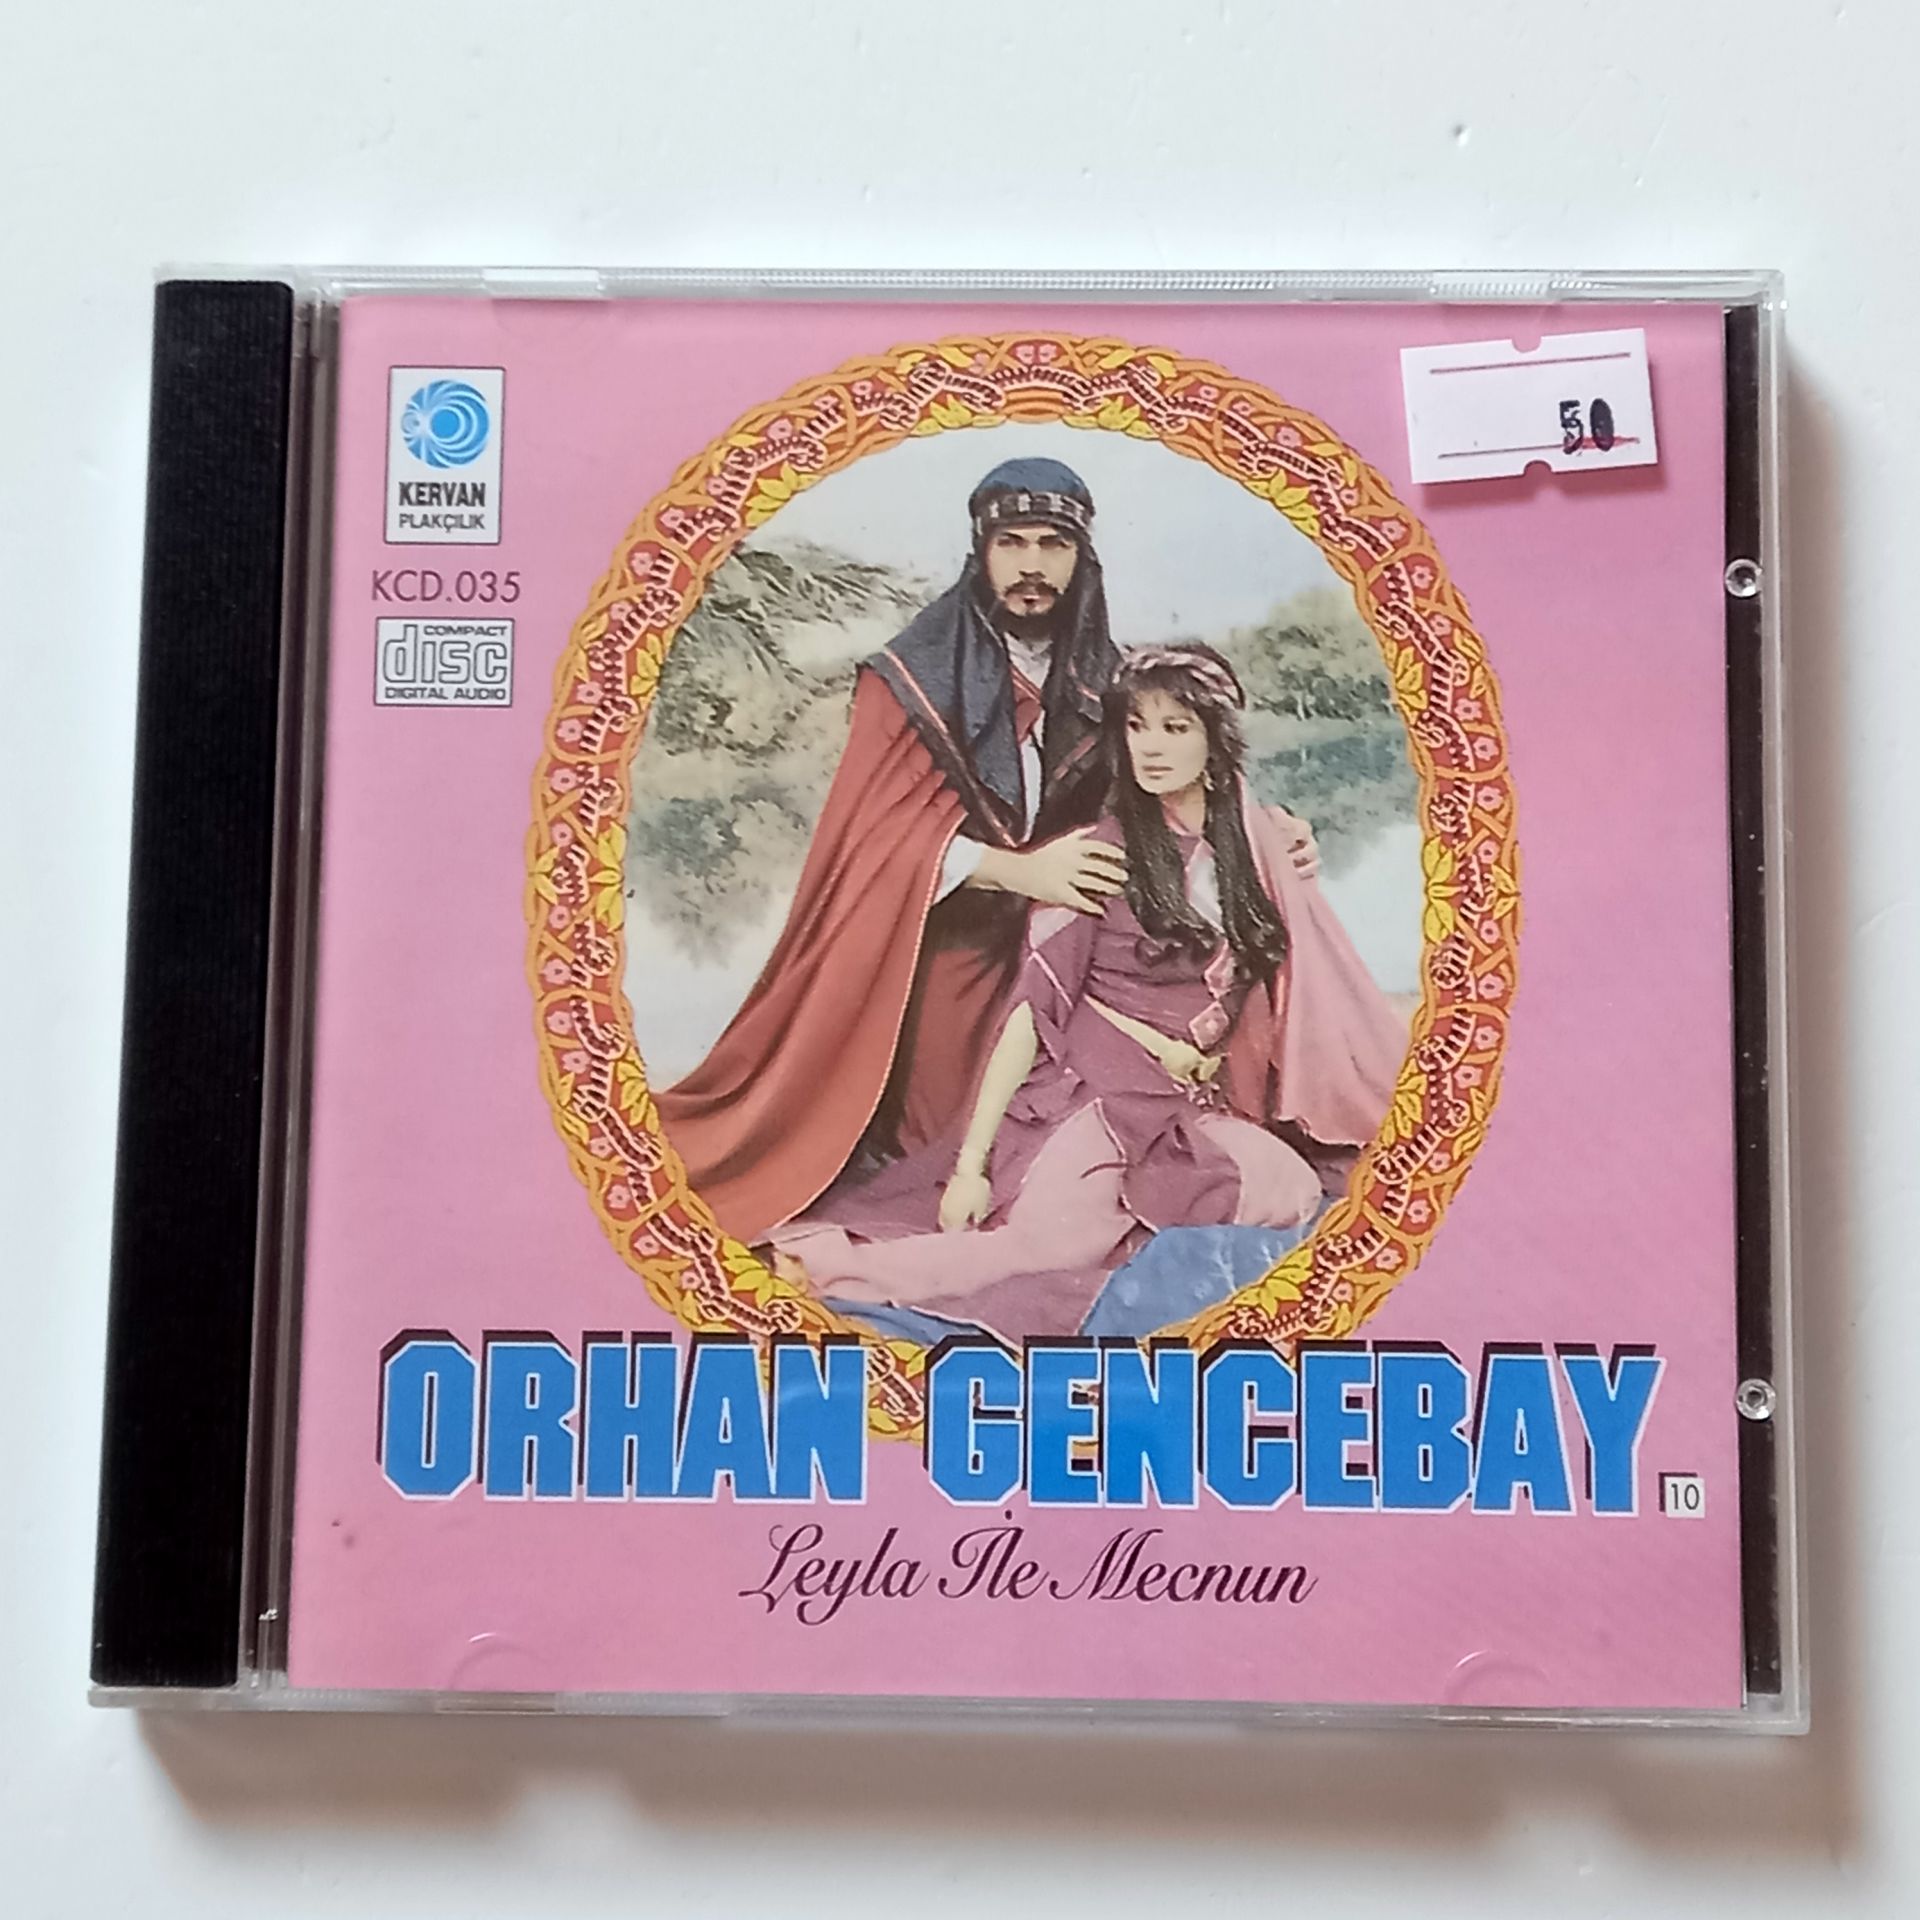 KERVAN
PLAKÇILIK
KCD.035
COMPACT
disc
DIGITAL AUDIO
50
ORHAN GENCEBAY
10
Leyla İle Mecnun